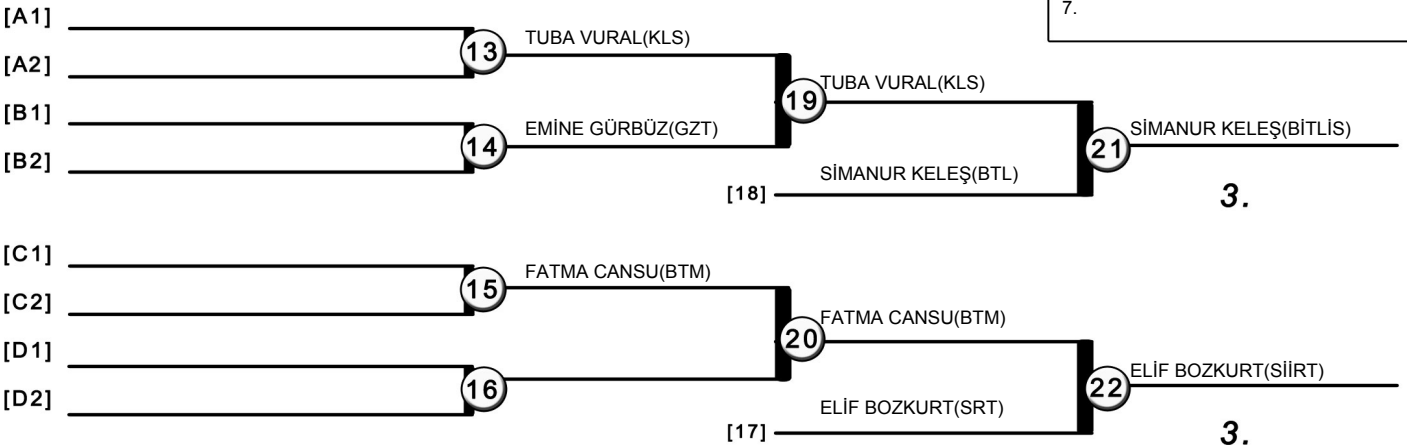 7.
[A1]
13
TUBA VURAL(KLS)
[A2]
19
TUBA VURAL(KLS)
[B1]
14
EMİNE GÜRBÜZ(GZT)
[B2]
21
SİMANUR KELEŞ(BİTLİS)
SİMANUR KELEŞ(BTL)
[18]
3.
[C1]
15
FATMA CANSU(BTM)
[C2]
20
FATMA CANSU(BTM)
[D1]
16
[D2]
22
ELİF BOZKURT(SİİRT)
ELİF BOZKURT(SRT)
[17]
3.